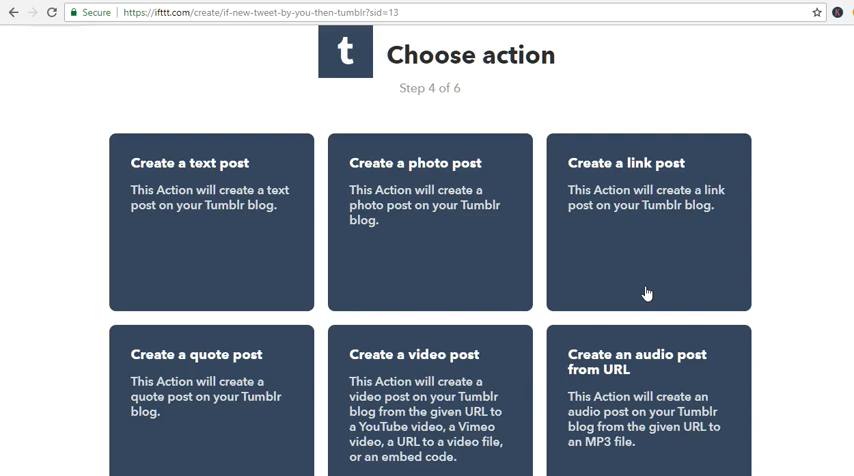 Secure
https://ifttt.com/create/if-new-tweet-by-you-then-tumblr?sid=13
K
t
Choose action
Step 4 of 6
Create a text post
This Action will create a text
post on your Tumblr blog.
Create a photo post
This Action will create a
photo post on your Tumblr
blog.
Create a link post
This Action will create a link
post on your Tumblr blog.
Create a quote post
This Action will create a
quote post on your Tumblr
blog.
Create a video post
This Action will create a
video post on your Tumblr
blog from the given URL to
a YouTube video, a Vimeo
video, a URL to a video file,
or an embed code.
Create an audio post
from URL
This Action will create an
audio post on your Tumblr
blog from the given URL to
an MP3 file.